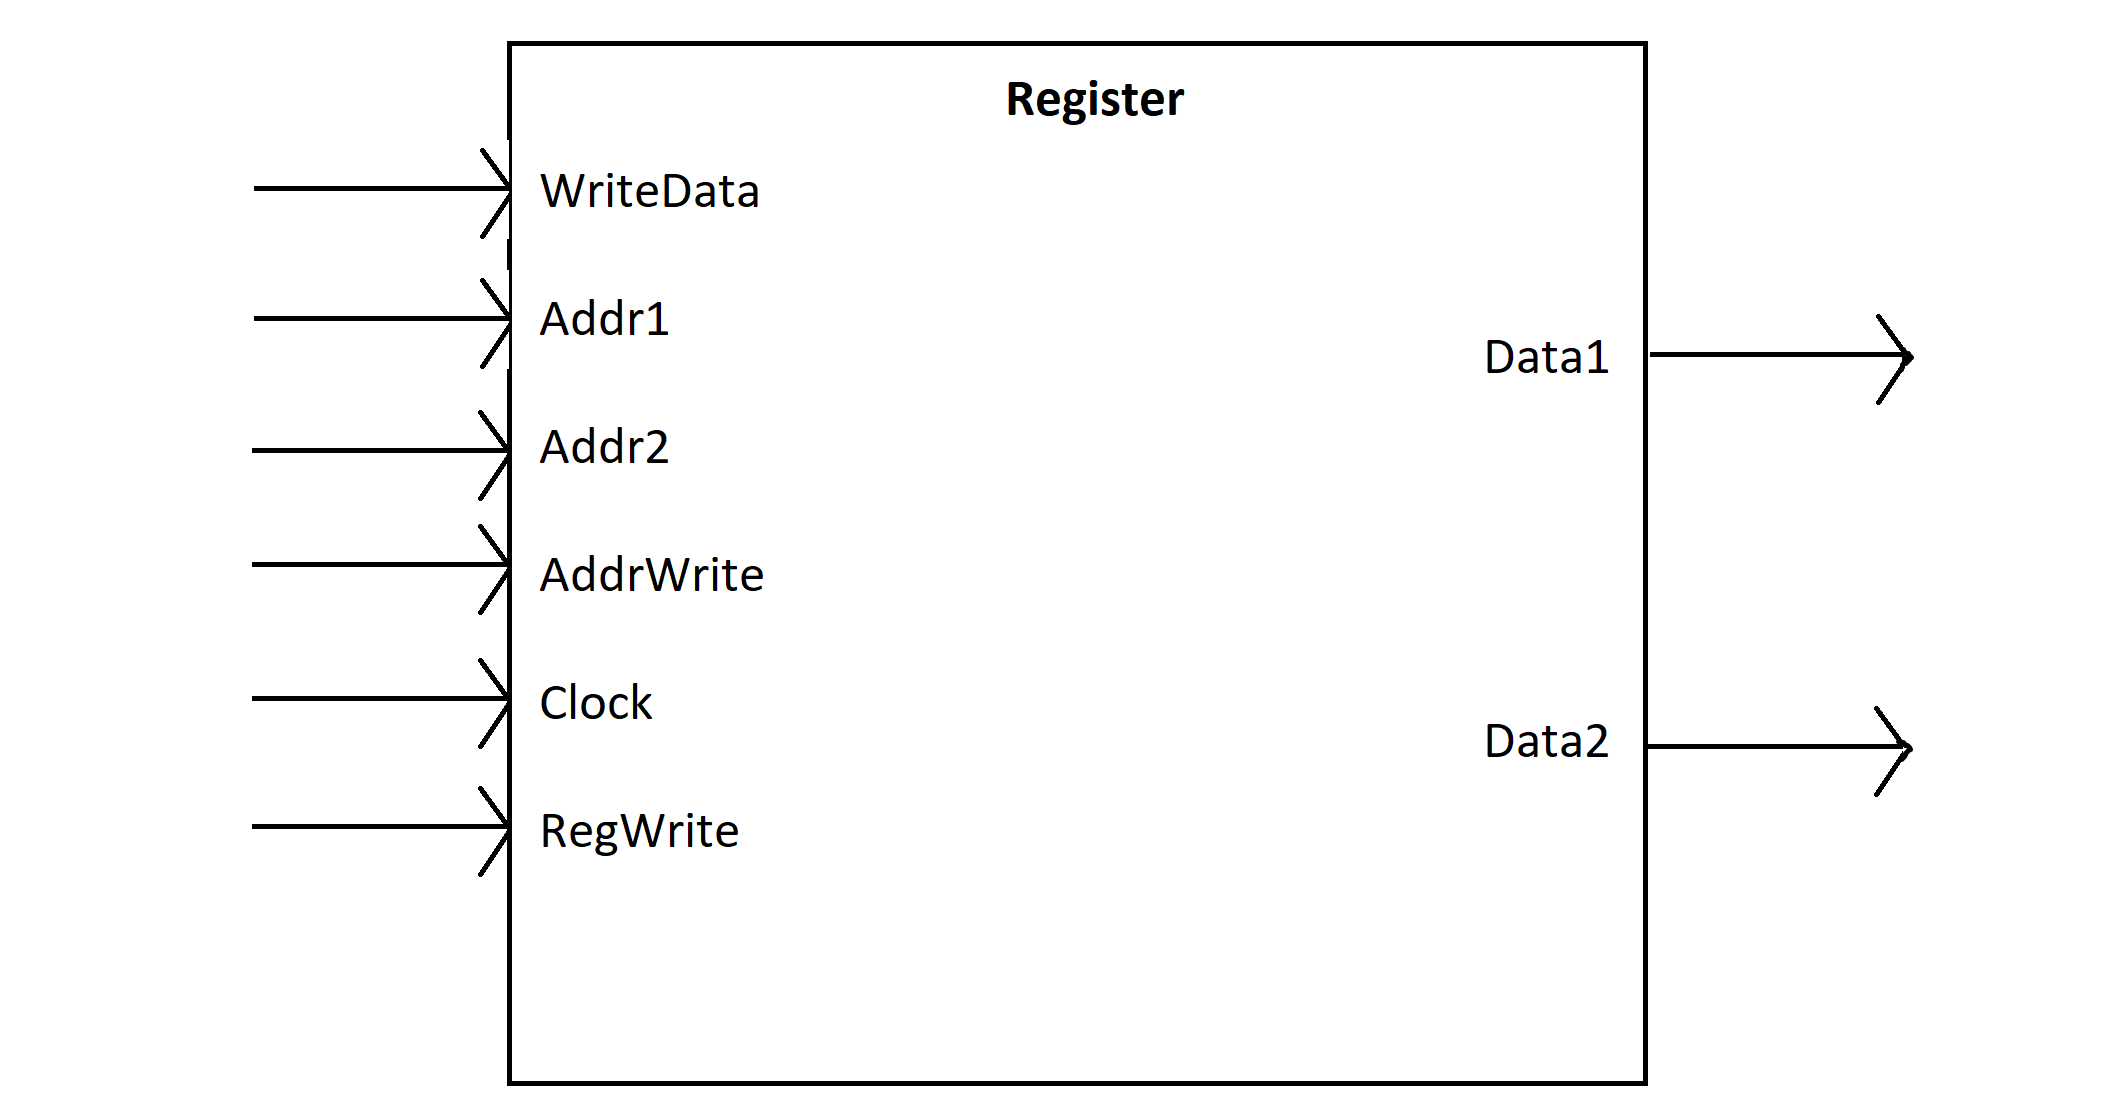 Register
WriteData
Addr1
Addr2
AddrWrite
Clock
RegWrite
Data1
Data2